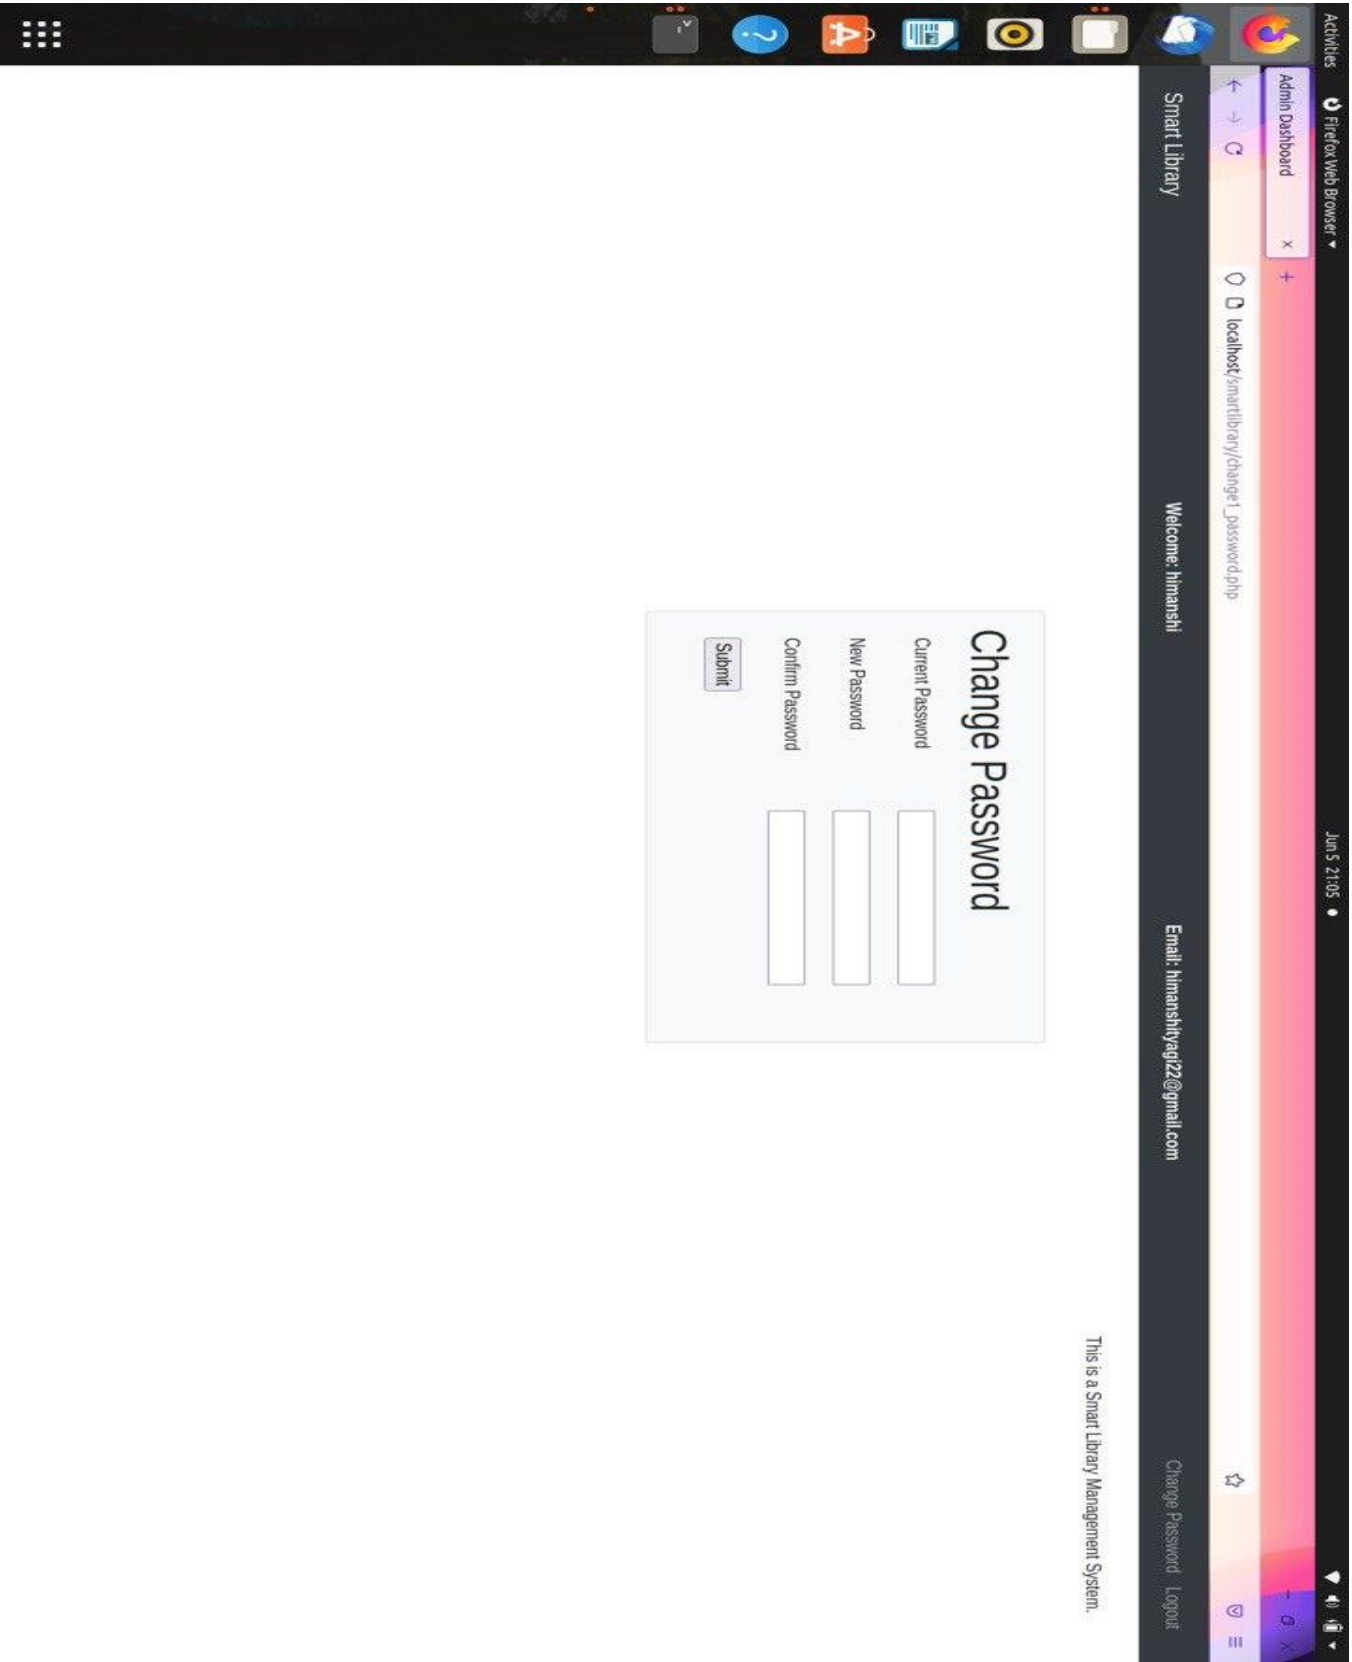 Activities Firefox Web Browser Jun 5 21:05
Admin Dashboard x +
localhost/smartlibrary/change1_password.php
Smart Library Welcome: himanshi Email: himanshityagi22@gmail.com Change Password Logout
This is a Smart Library Management System.
Change Password
Current Password
New Password
Confirm Password
Submit